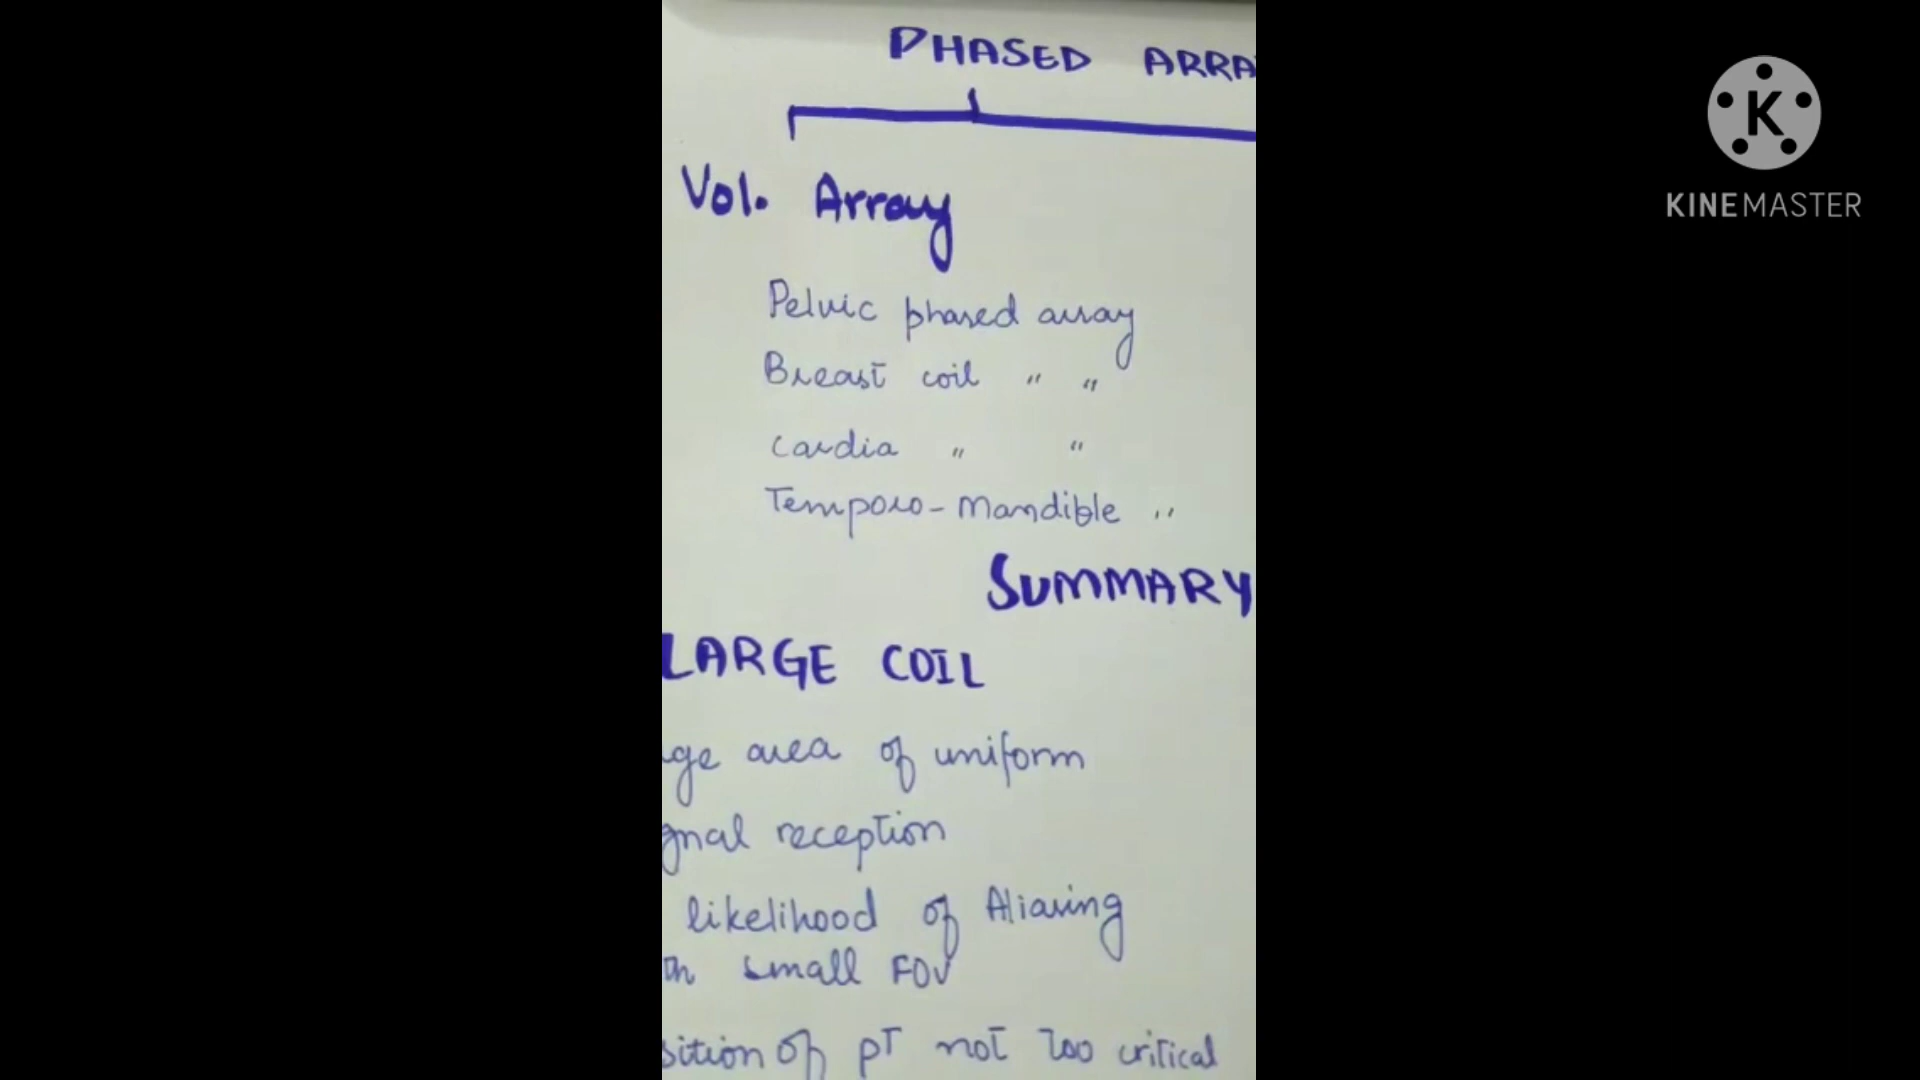 PHASED ARRA
Vol. Array
Pelvic phased array
Breast coil " "
Cardia " "
Temporo-Mandible "
SUMMARY
LARGE COIL
ge area of uniform
gnal reception
likelihood of Aliasing
th small FOV
sition of pT not Too critical
K
KINEMASTER